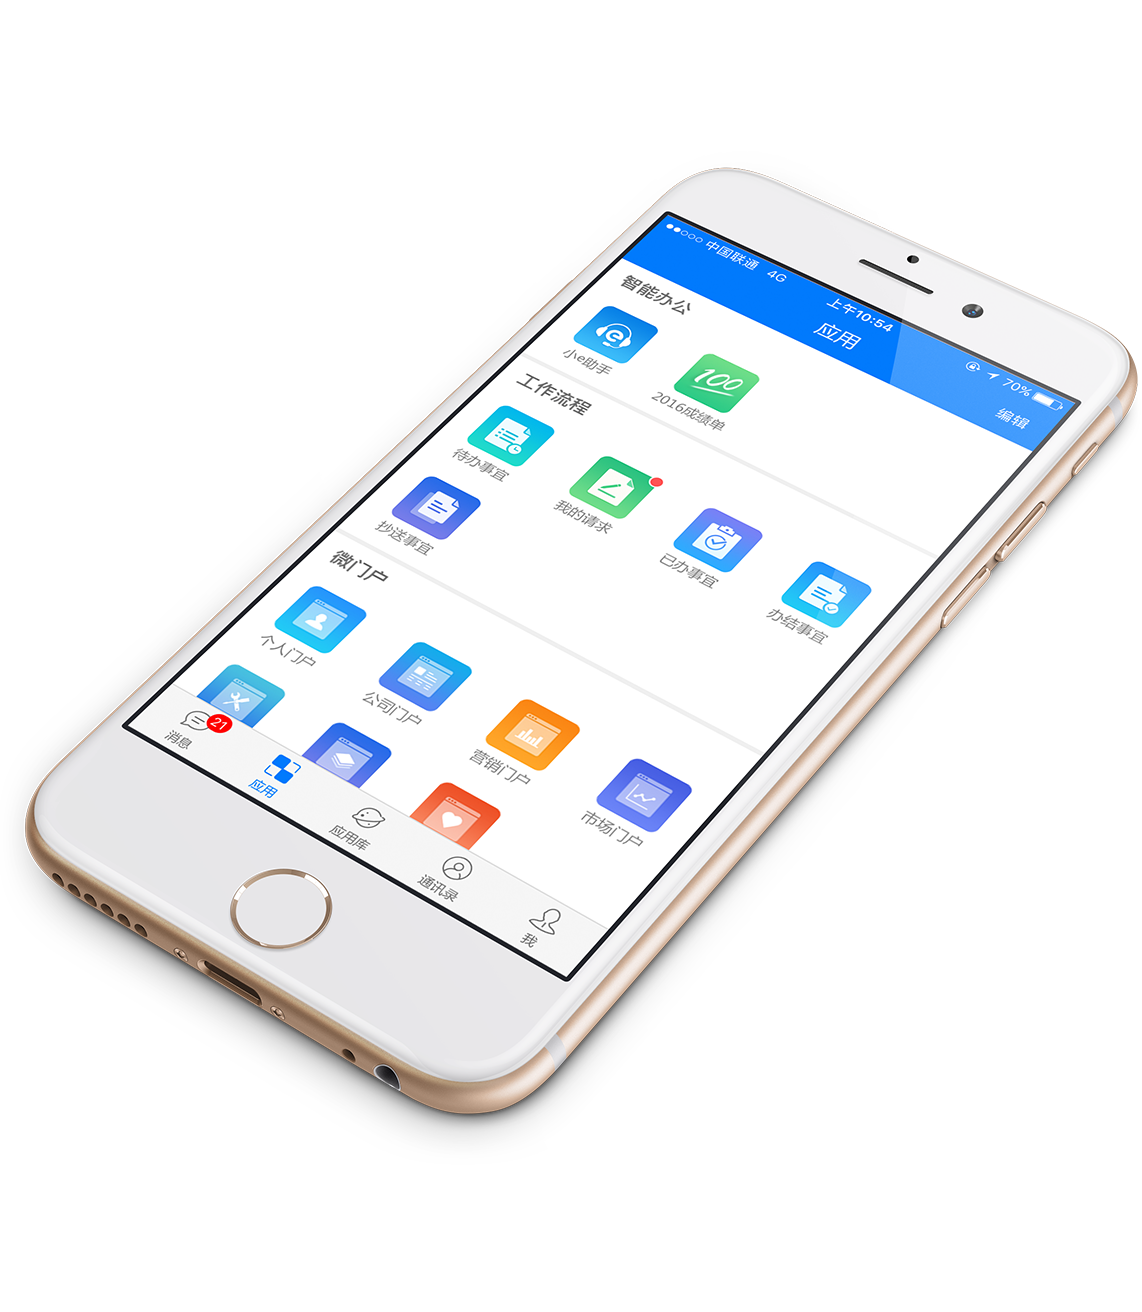 中国联通 4G
上午10:54
70%
应用
编辑
智能办公
小e助手
2016成绩单
工作流程
待办事宜
我的请求
已办事宜
办结事宜
抄送事宜
微门户
个人门户
公司门户
营销门户
市场门户
21
消息
应用
应用库
通讯录
我
e
100